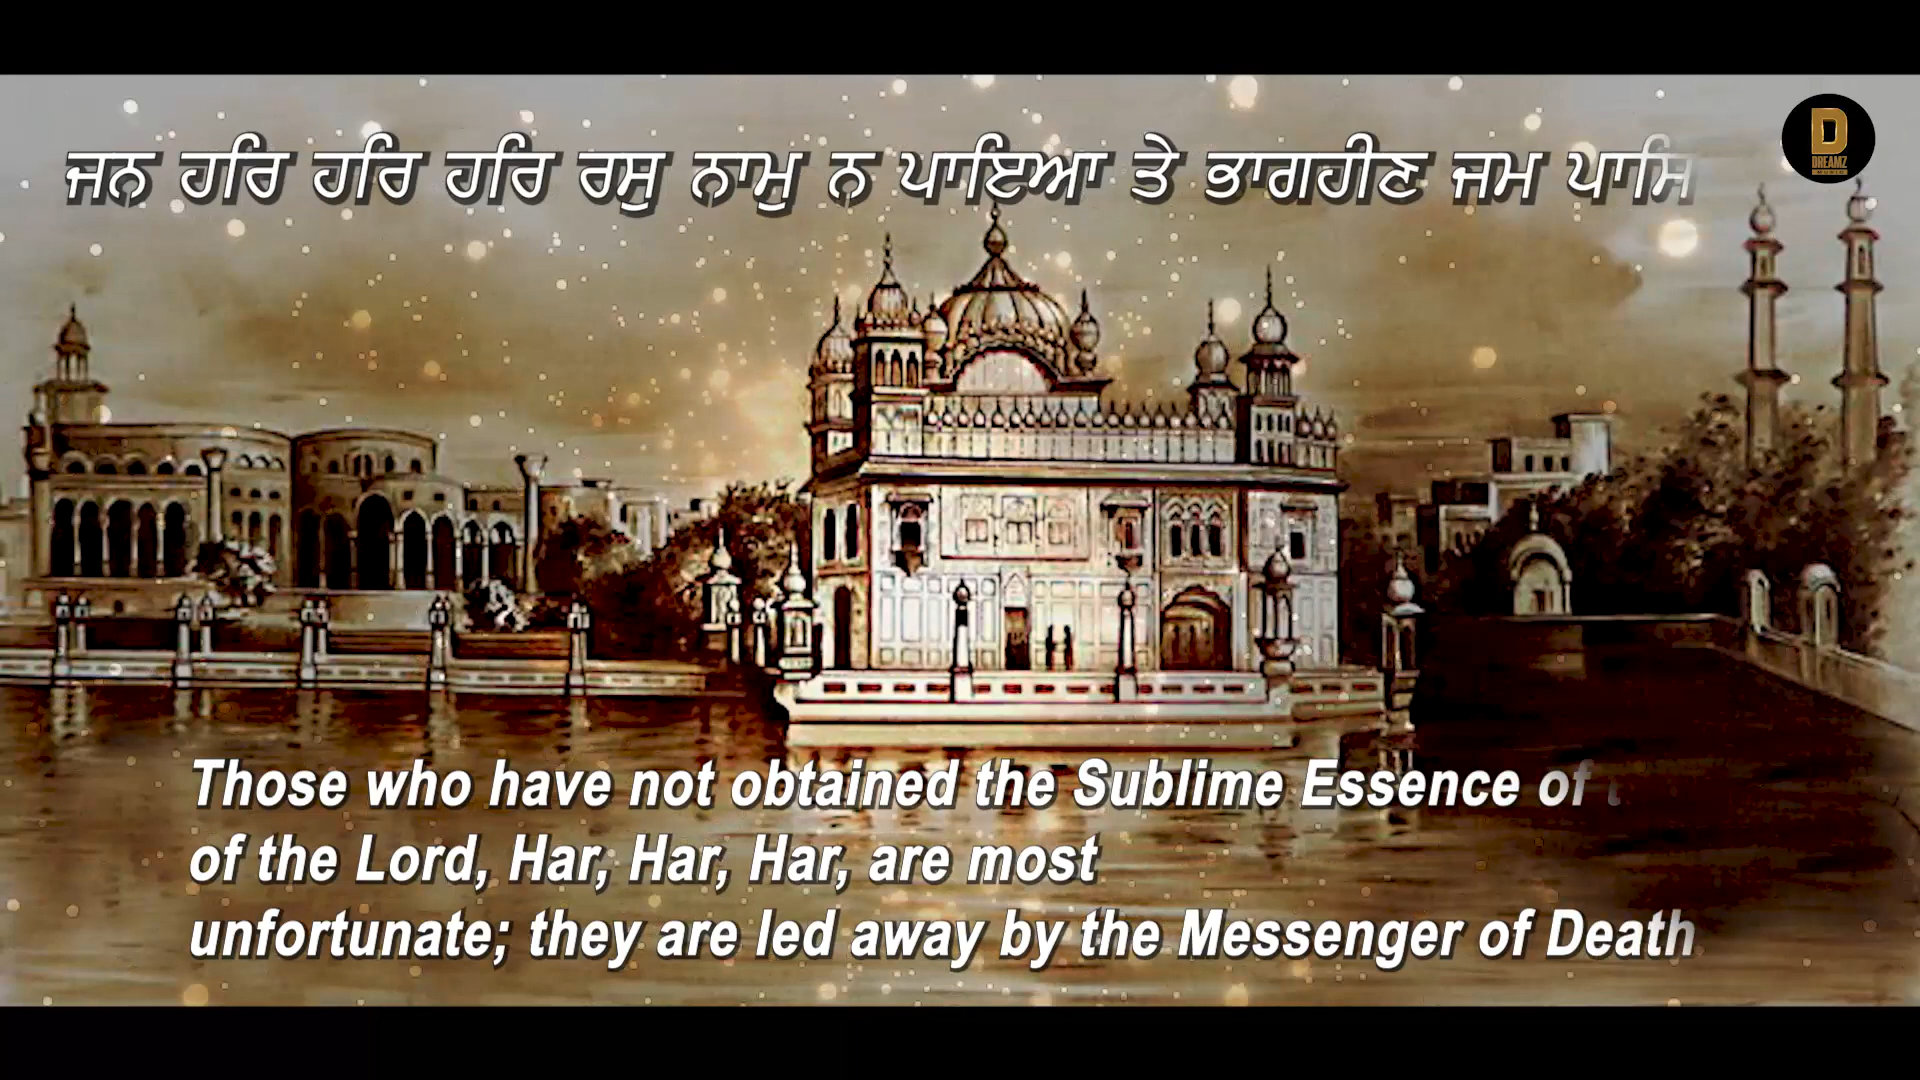 ਜਨ ਹਰਿ ਹਰਿ ਹਰਿ ਰਸੁ ਨਾਮੁ ਨ ਪਾਇਆ ਤੇ ਭਾਗਹੀਣ ਜਮ ਪਾਸਿ
D
DREAMZ
MUSIC
Those who have not obtained the Sublime Essence of
of the Lord, Har, Har, Har, are most
unfortunate; they are led away by the Messenger of Death